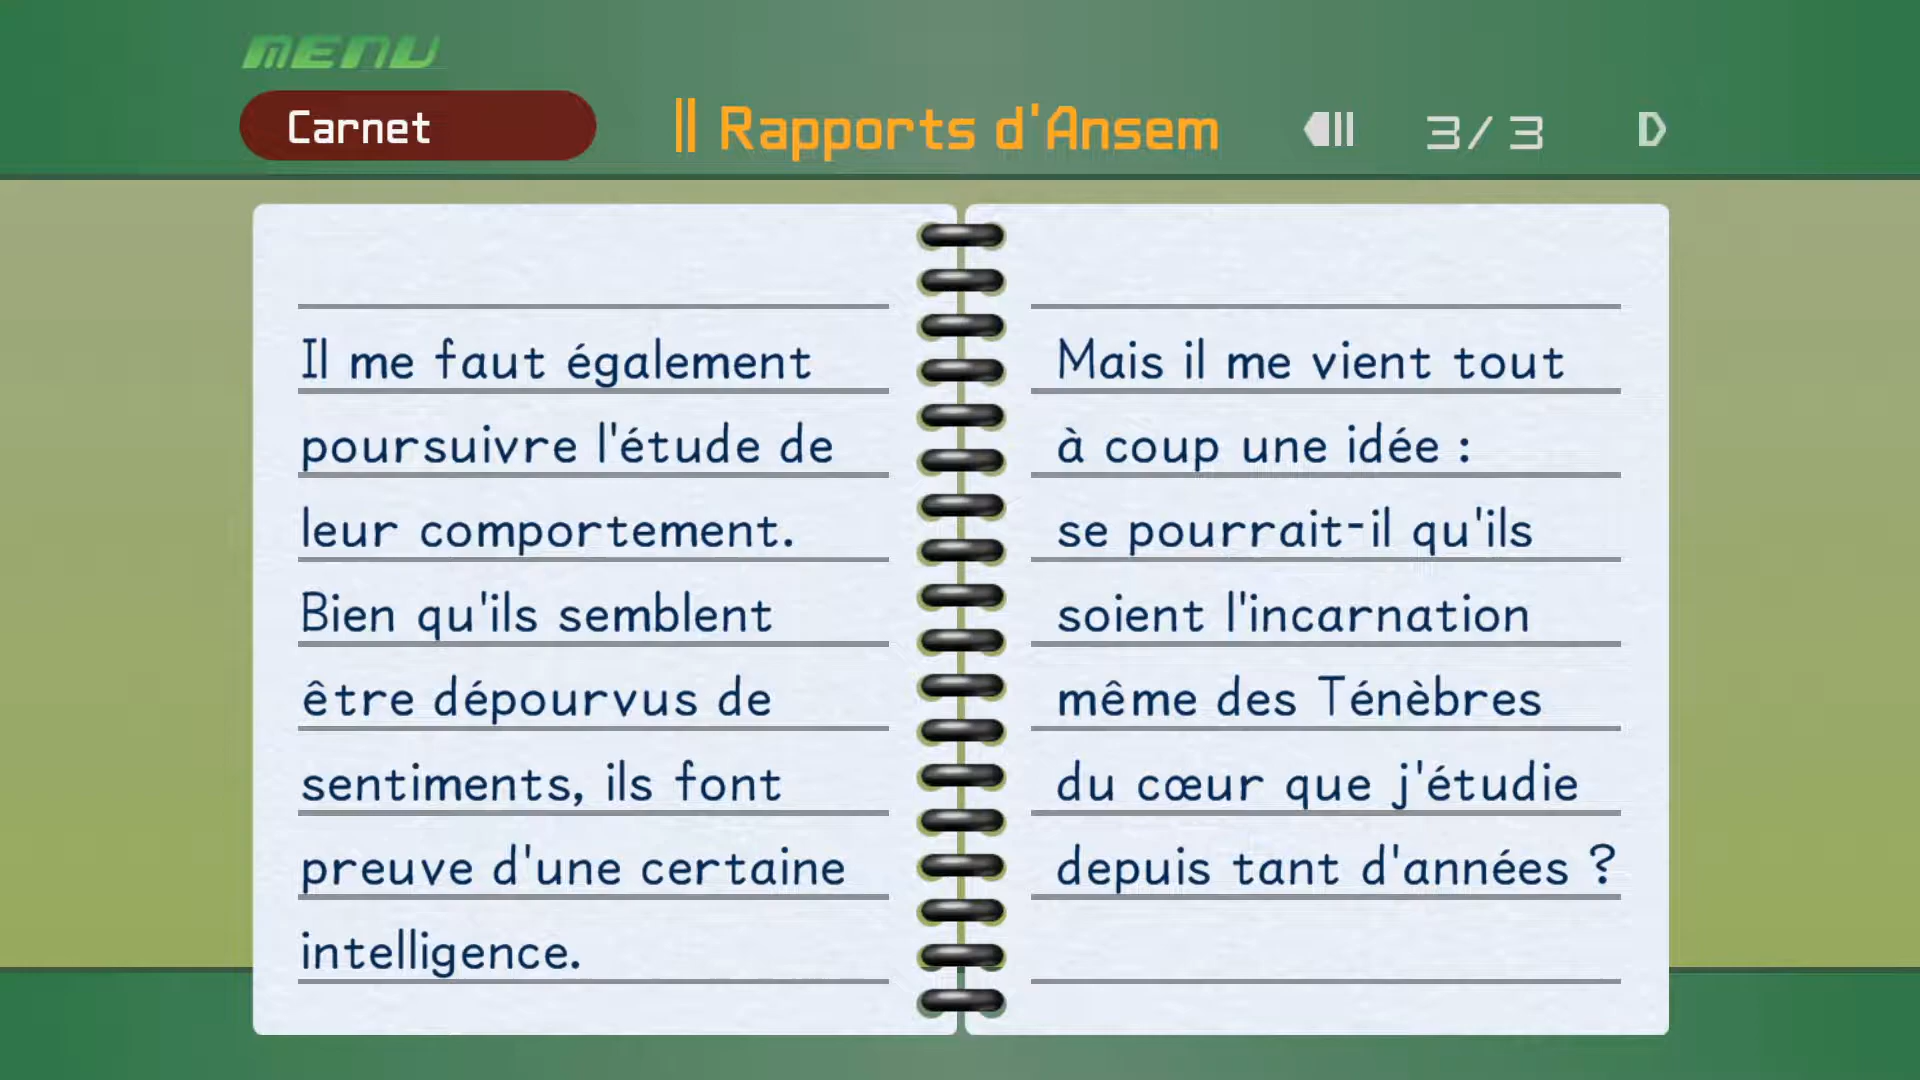 MENU
Carnet
Rapports d'Ansem
3/3
Il me faut également
poursuivre l'étude de
leur comportement.
Bien qu'ils semblent
être dépourvus de
sentiments, ils font
preuve d'une certaine
intelligence.
Mais il me vient tout
à coup une idée :
se pourrait-il qu'ils
soient l'incarnation
même des Ténèbres
du cœur que j'étudie
depuis tant d'années ?